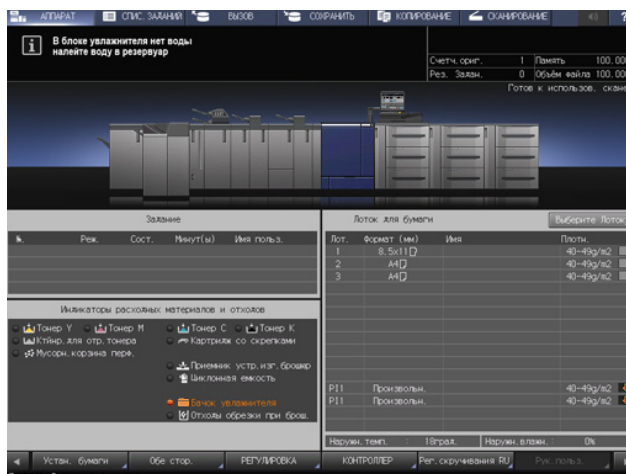 АППАРАТ СПИС. ЗАДАНИЙ ВЫЗОВ СОХРАНИТЬ КОПИРОВАНИЕ СКАНИРОВАНИЕ ?
В блоке увлажнителя нет воды
налейте воду в резервуар
Счетч. ориг. 1 Память 100.00
Рез. Задан. 0 Объём файла 100.00
Готов к использов. скане
Задание
№. Реж. Сост. Минут(ы) Имя польз.
Лоток для бумаги Выберите Лоток
Лот. Формат (мм) Имя Плотн.
1 8.5x11 40-49g/m2
2 A4 40-49g/m2
3 A4 40-49g/m2
PI1 Произвольн. 40-49g/m2
PI1 Произвольн. 40-49g/m2
Наружн. темп. : 18град. Наружн. влажн. : 0%
Индикаторы расходных материалов и отходов
Тонер Y Тонер M Тонер C Тонер K
Ктйнр. для отр. тонера Картридж со скрепками
Мусорн. корзина перф.
Приемник устр. изг. брошюр
Циклонная емкость
Бачок увлажнителя
Отходы обрезки при брош.
Устан. бумаги Обе стор. РЕГУЛИРОВКА КОНТРОЛЛЕР Рег. скручивания RU Рук. польз.